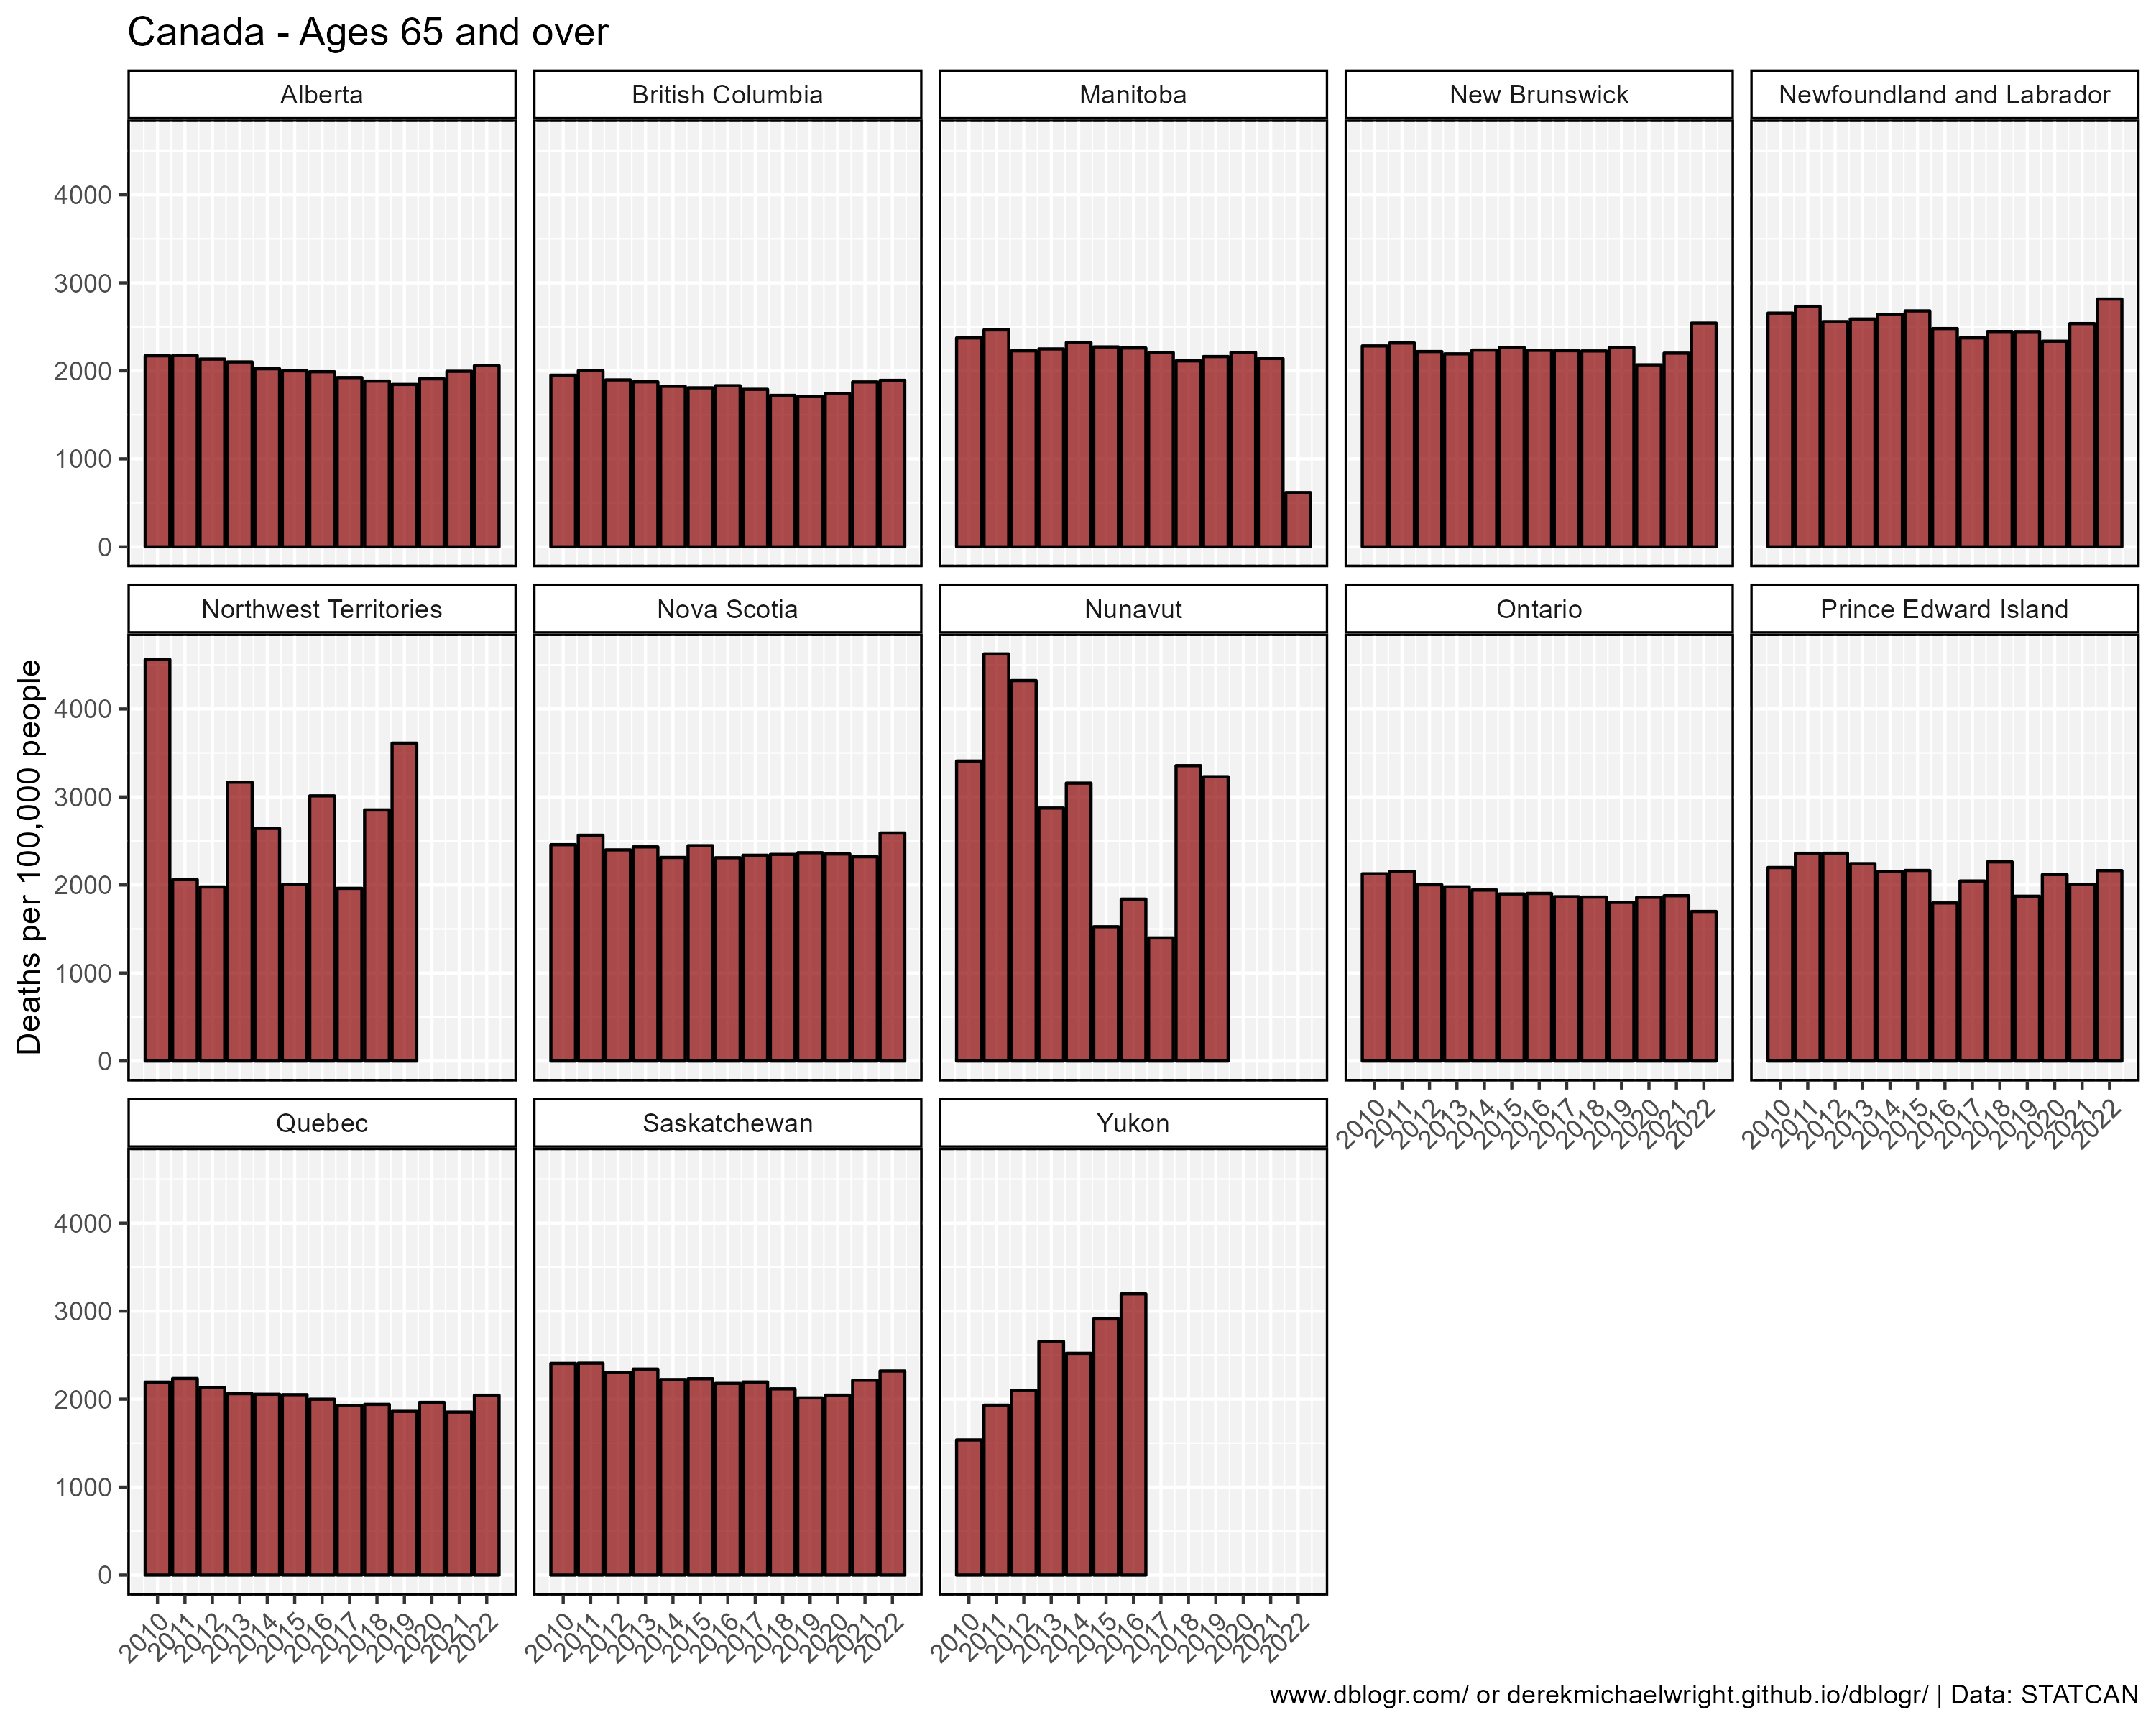 Canada - Ages 65 and over
Alberta
British Columbia
Manitoba
New Brunswick
Newfoundland and Labrador
4000
3000
2000
1000
0
Northwest Territories
Nova Scotia
Nunavut
Ontario
Prince Edward Island
Deaths per 100,000 people
4000
3000
2000
1000
0
2010 2011 2012 2013 2014 2015 2016 2017 2018 2019 2020 2021 2022
2010 2011 2012 2013 2014 2015 2016 2017 2018 2019 2020 2021 2022
Quebec
Saskatchewan
Yukon
4000
3000
2000
1000
0
2010 2011 2012 2013 2014 2015 2016 2017 2018 2019 2020 2021 2022
2010 2011 2012 2013 2014 2015 2016 2017 2018 2019 2020 2021 2022
2010 2011 2012 2013 2014 2015 2016 2017 2018 2019 2020 2021 2022
www.dblogr.com/ or derekmichaelwright.github.io/dblogr/ | Data: STATCAN